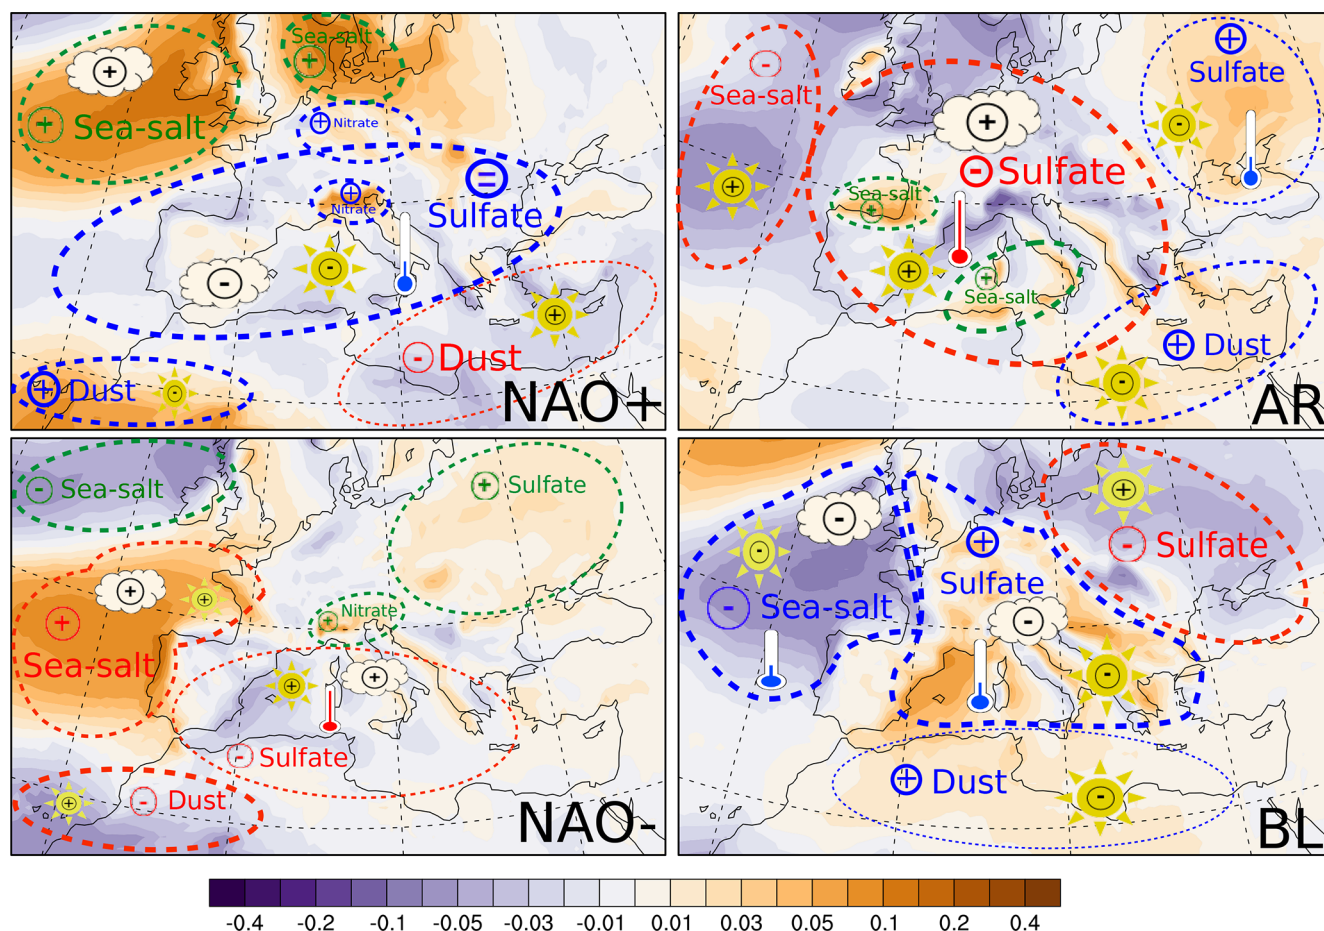 Sea-salt
+
+
+
Sea-salt
+
Nitrate
+
Nitrate
=
Sulfate
-
-
+
-
Dust
+
Dust
-
NAO+
-
Sea-salt
+
+
-
Sulfate
+
Sulfate
-
Sea-salt
+
+
+
Sea-salt
+
Dust
-
AR
-
Sea-salt
+
Sulfate
+
-
+
Sea-salt
Nitrate
+
+
+
-
Sulfate
+
-
Dust
NAO-
-
-
-
Sea-salt
+
Sulfate
-
+
-
Sulfate
-
+
Dust
-
BL
-0.4 -0.2 -0.1 -0.05 -0.03 -0.01 0.01 0.03 0.05 0.1 0.2 0.4